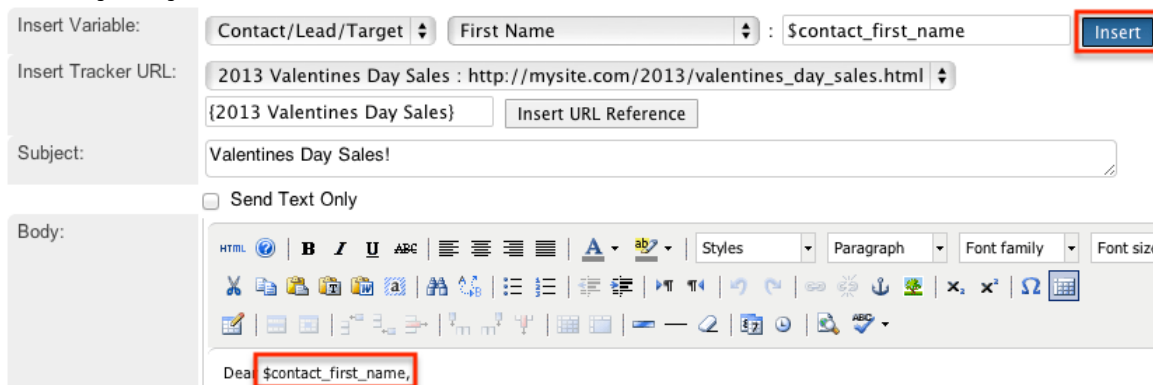 Insert Variable: Contact/Lead/Target First Name : $contact_first_name Insert
Insert Tracker URL: 2013 Valentines Day Sales : http://mysite.com/2013/valentines_day_sales.html
{2013 Valentines Day Sales} Insert URL Reference
Subject: Valentines Day Sales!
Send Text Only
Body:
HTML B I U ABC A ab Styles Paragraph Font family Font size
x₂ x² Ω
ABC
Dear $contact_first_name,